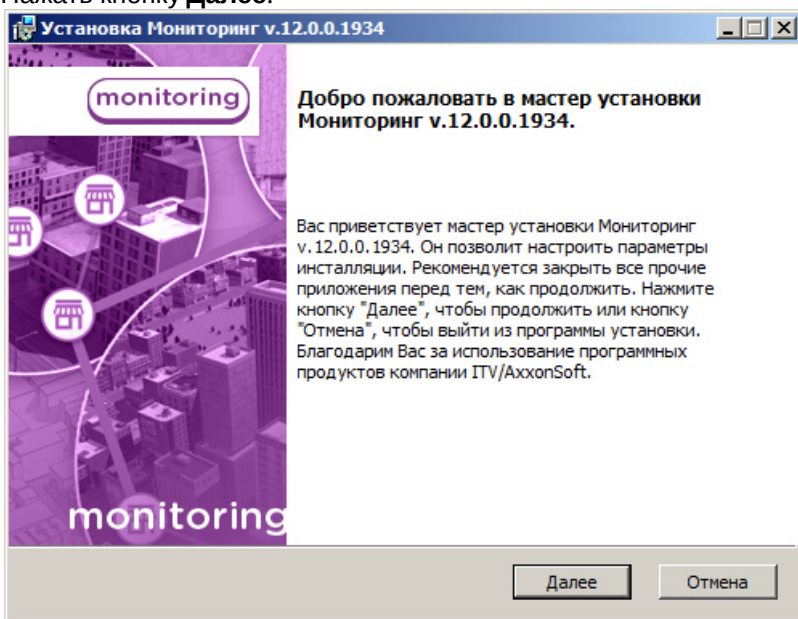 Нажать кнопку Далее.
Установка Мониторинг v.12.0.0.1934
monitoring
Добро пожаловать в мастер установки
Мониторинг v.12.0.0.1934.
Вас приветствует мастер установки Мониторинг
v.12.0.0.1934. Он позволит настроить параметры
инсталляции. Рекомендуется закрыть все прочие
приложения перед тем, как продолжить. Нажмите
кнопку "Далее", чтобы продолжить или кнопку
"Отмена", чтобы выйти из программы установки.
Благодарим Вас за использование программных
продуктов компании ITV/AxxonSoft.
monitoring
Далее
Отмена